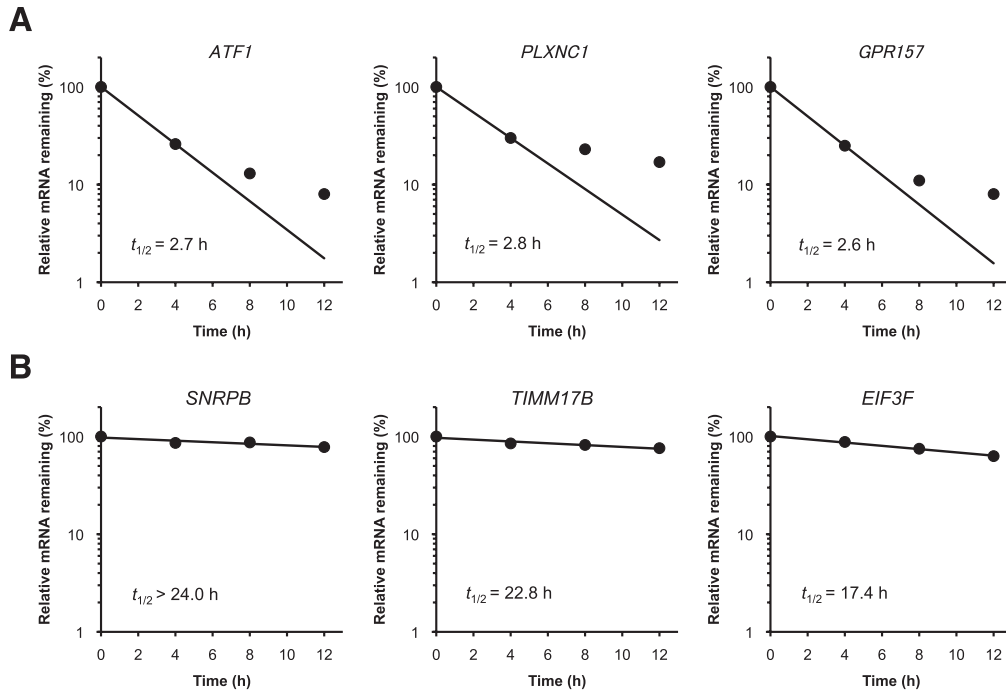 A
ATF1
PLXNC1
GPR157
Relative mRNA remaining (%)
100
10
1
t1/2 = 2.7 h
0 2 4 6 8 10 12
Time (h)
Relative mRNA remaining (%)
100
10
1
t1/2 = 2.8 h
0 2 4 6 8 10 12
Time (h)
Relative mRNA remaining (%)
100
10
1
t1/2 = 2.6 h
0 2 4 6 8 10 12
Time (h)
B
SNRPB
TIMM17B
EIF3F
Relative mRNA remaining (%)
100
10
1
t1/2 > 24.0 h
0 2 4 6 8 10 12
Time (h)
Relative mRNA remaining (%)
100
10
1
t1/2 = 22.8 h
0 2 4 6 8 10 12
Time (h)
Relative mRNA remaining (%)
100
10
1
t1/2 = 17.4 h
0 2 4 6 8 10 12
Time (h)